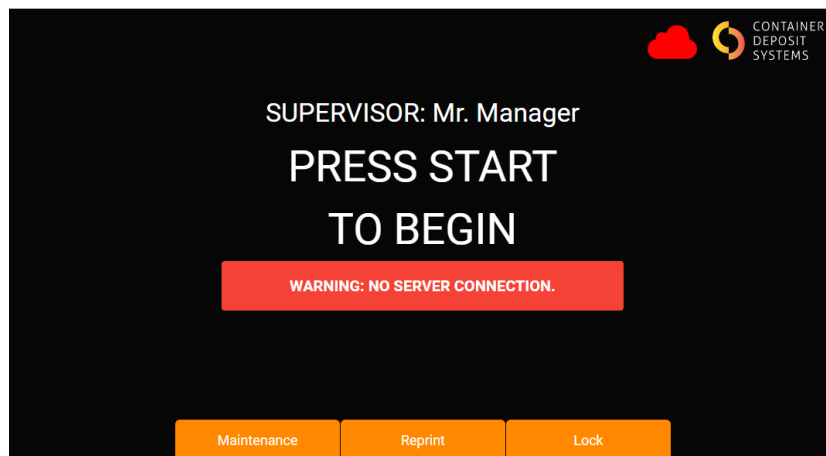 CONTAINER
DEPOSIT
SYSTEMS
SUPERVISOR: Mr. Manager
PRESS START
TO BEGIN
WARNING: NO SERVER CONNECTION.
Maintenance
Reprint
Lock